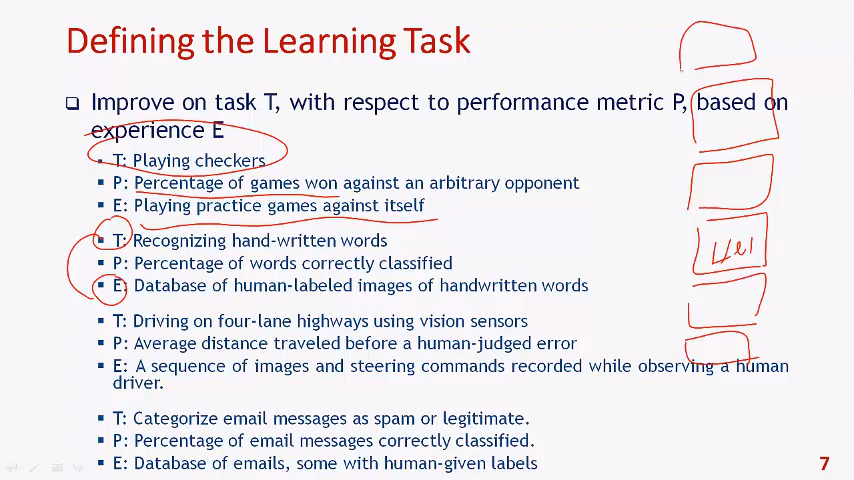 Defining the Learning Task
❑ Improve on task T, with respect to performance metric P, based on
experience E
▪ T: Playing checkers
▪ P: Percentage of games won against an arbitrary opponent
▪ E: Playing practice games against itself
▪ T: Recognizing hand-written words
▪ P: Percentage of words correctly classified
▪ E: Database of human-labeled images of handwritten words
▪ T: Driving on four-lane highways using vision sensors
▪ P: Average distance traveled before a human-judged error
▪ E: A sequence of images and steering commands recorded while observing a human
driver.
▪ T: Categorize email messages as spam or legitimate.
▪ P: Percentage of email messages correctly classified.
▪ E: Database of emails, some with human-given labels
7